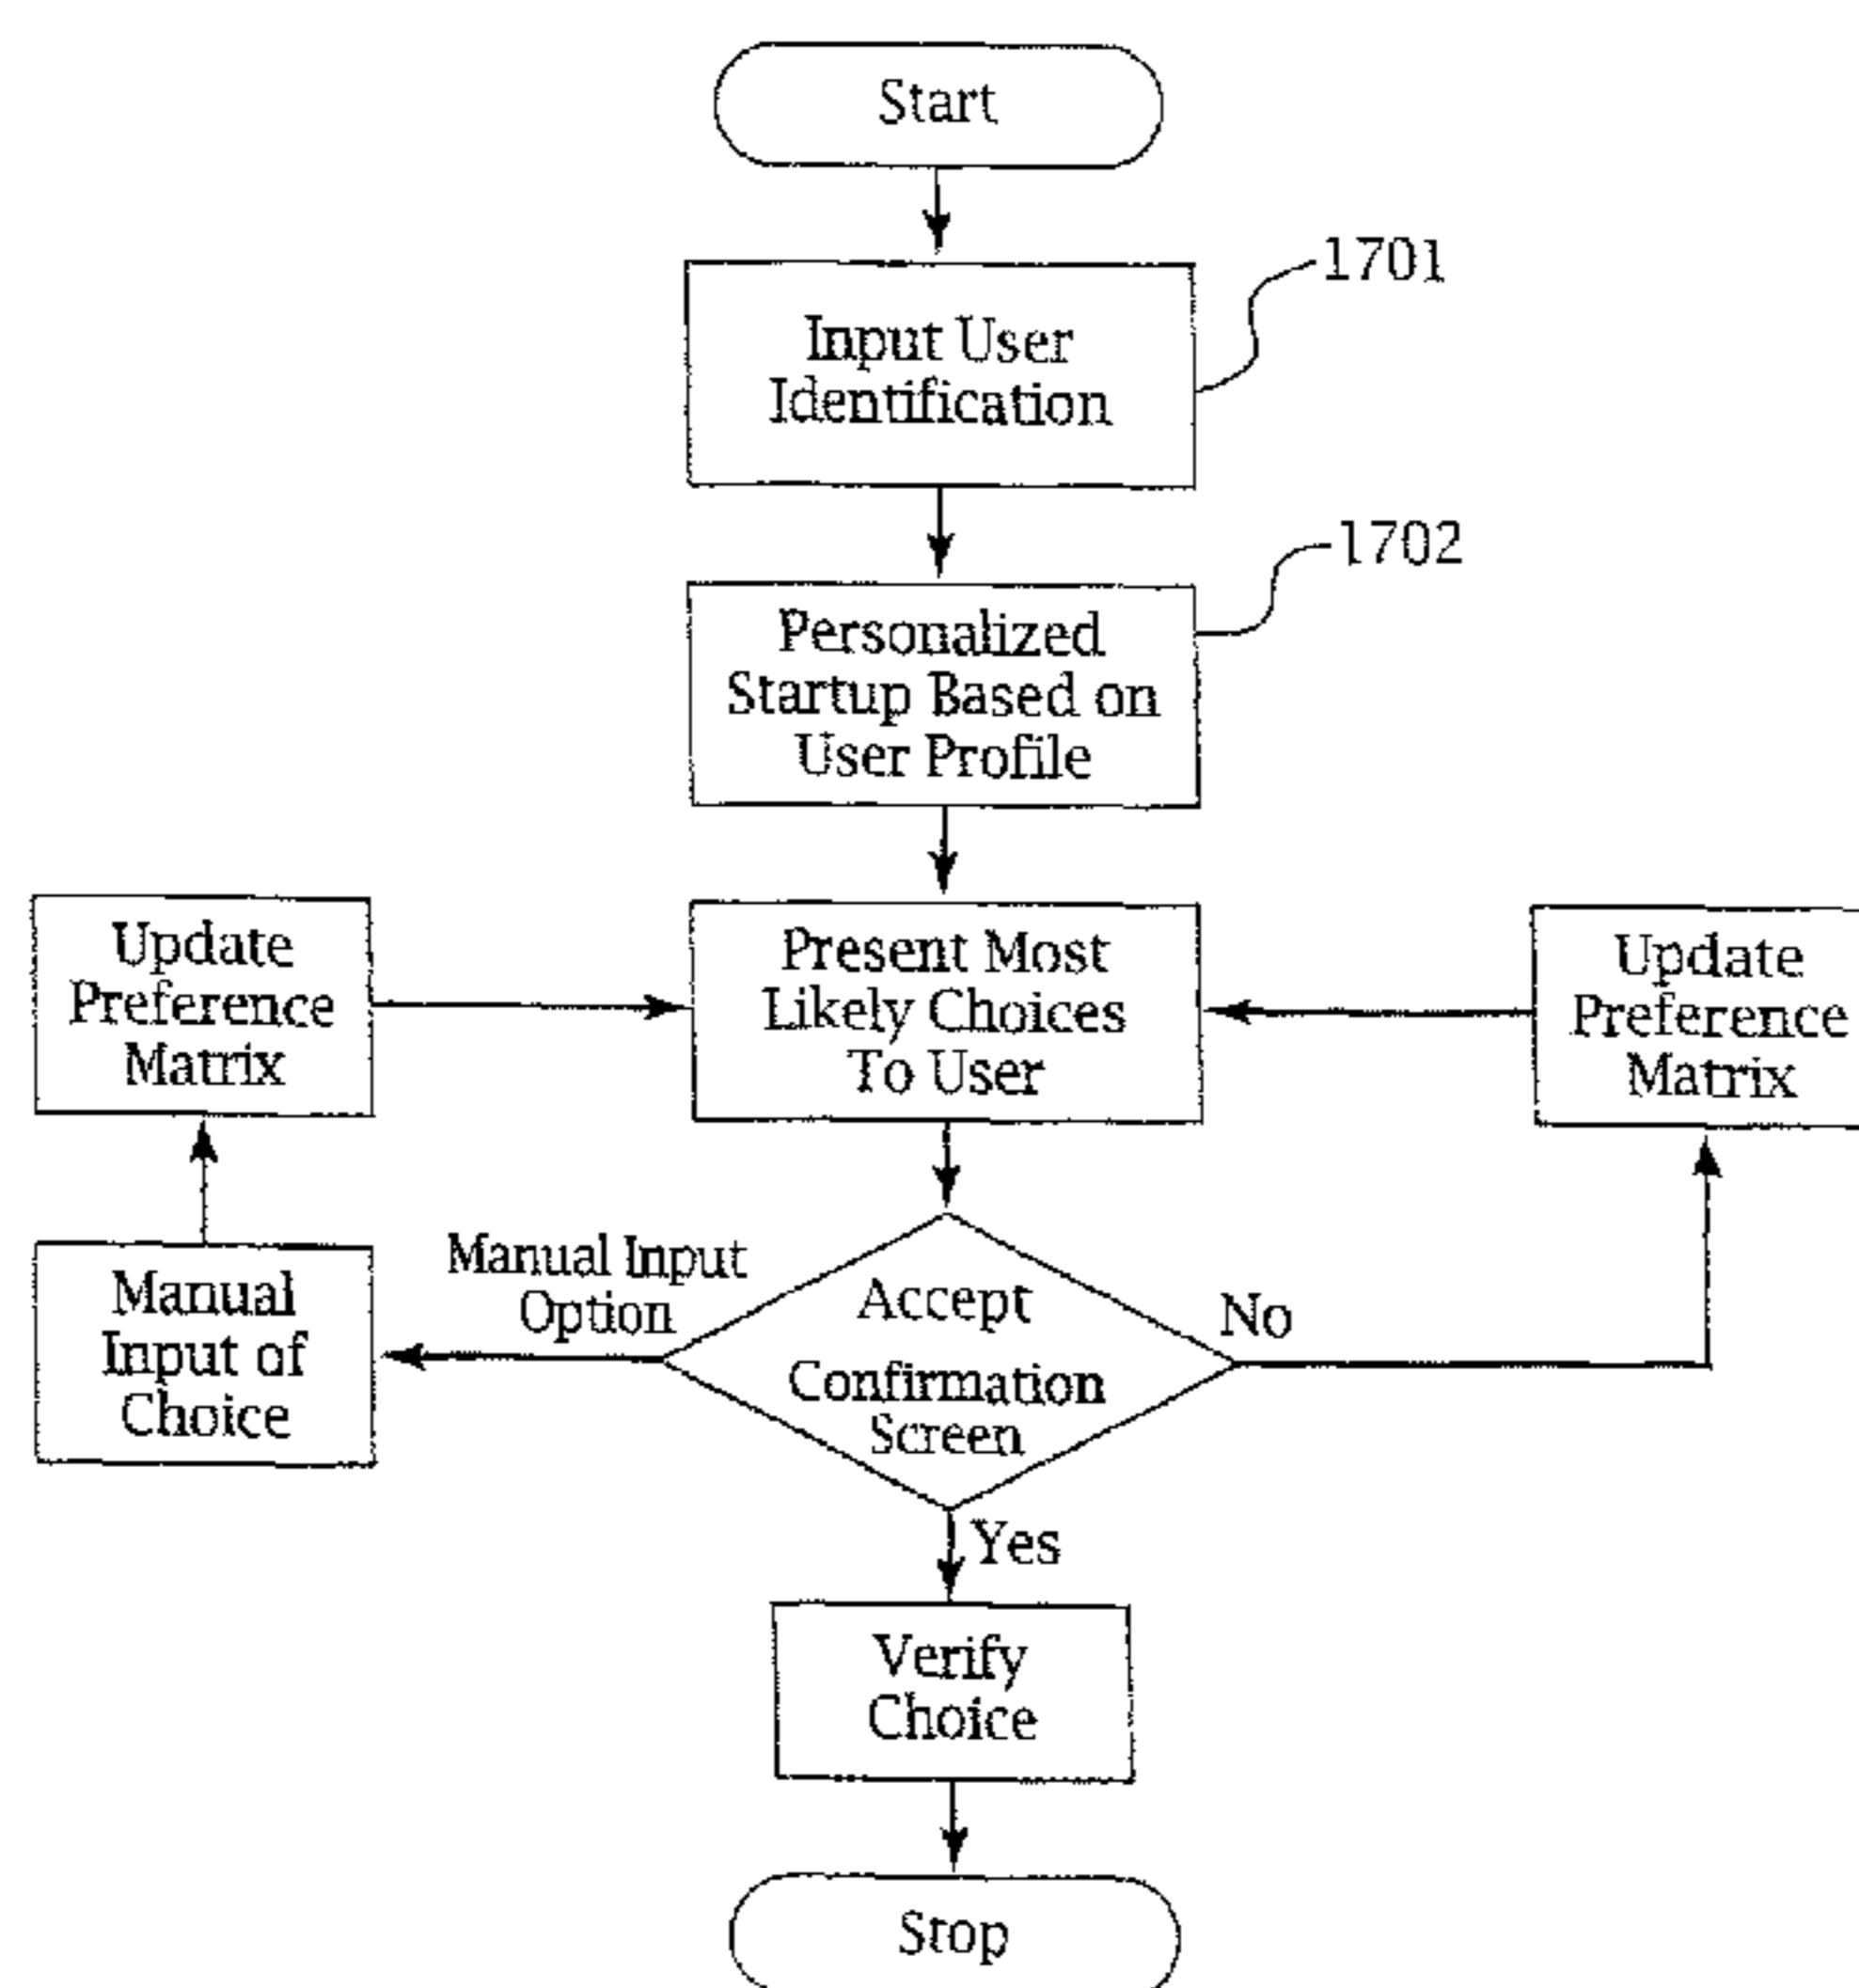 Start
1701
Input User
Identification
1702
Personalized
Startup Based on
User Profile
Update
Preference
Matrix
Present Most
Likely Choices
To User
Update
Preference
Matrix
Manual
Input of
Choice
Manual Input
Option
Accept
Confirmation
Screen
No
Yes
Verify
Choice
Stop